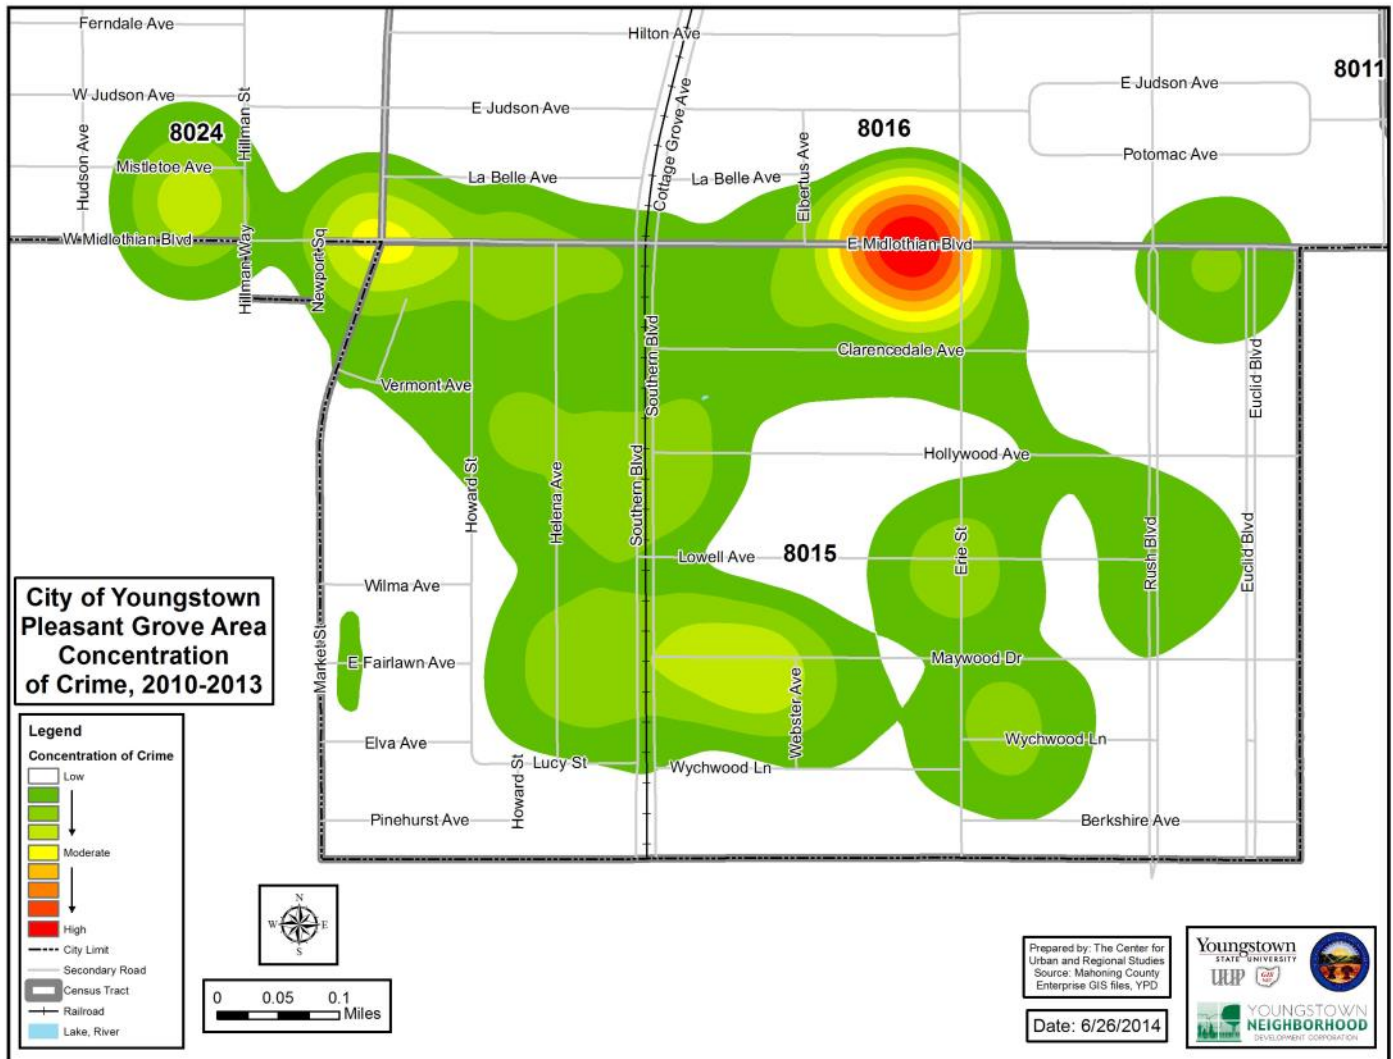 Ferndale Ave
Hilton Ave
8011
E Judson Ave
W Judson Ave
E Judson Ave
Hillman St
Cottage Grove Ave
8024
8016
Hudson Ave
Mistletoe Ave
La Belle Ave
La Belle Ave
Elbertus Ave
Potomac Ave
W Midlothian Blvd
Hillman Way
Newport Sq
E Midlothian Blvd
Southern Blvd
Clarencedale Ave
Euclid Blvd
Vermont Ave
Hollywood Ave
Howard St
Helena Ave
Southern Blvd
Lowell Ave
8015
Erie St
Rush Blvd
Euclid Blvd
Wilma Ave
Market St
E Fairlawn Ave
Maywood Dr
Webster Ave
Elva Ave
Wychwood Ln
Howard St
Lucy St
Wychwood Ln
Pinehurst Ave
Berkshire Ave
City of Youngstown
Pleasant Grove Area
Concentration
of Crime, 2010-2013
Legend
Concentration of Crime
Low
Moderate
High
City Limit
Secondary Road
Census Tract
Railroad
Lake, River
N
W E
S
0 0.05 0.1
Miles
Prepared by: The Center for
Urban and Regional Studies
Source: Mahoning County
Enterprise GIS files, YPD
Date: 6/26/2014
Youngstown
STATE UNIVERSITY
YOUNGSTOWN
NEIGHBORHOOD
DEVELOPMENT CORPORATION